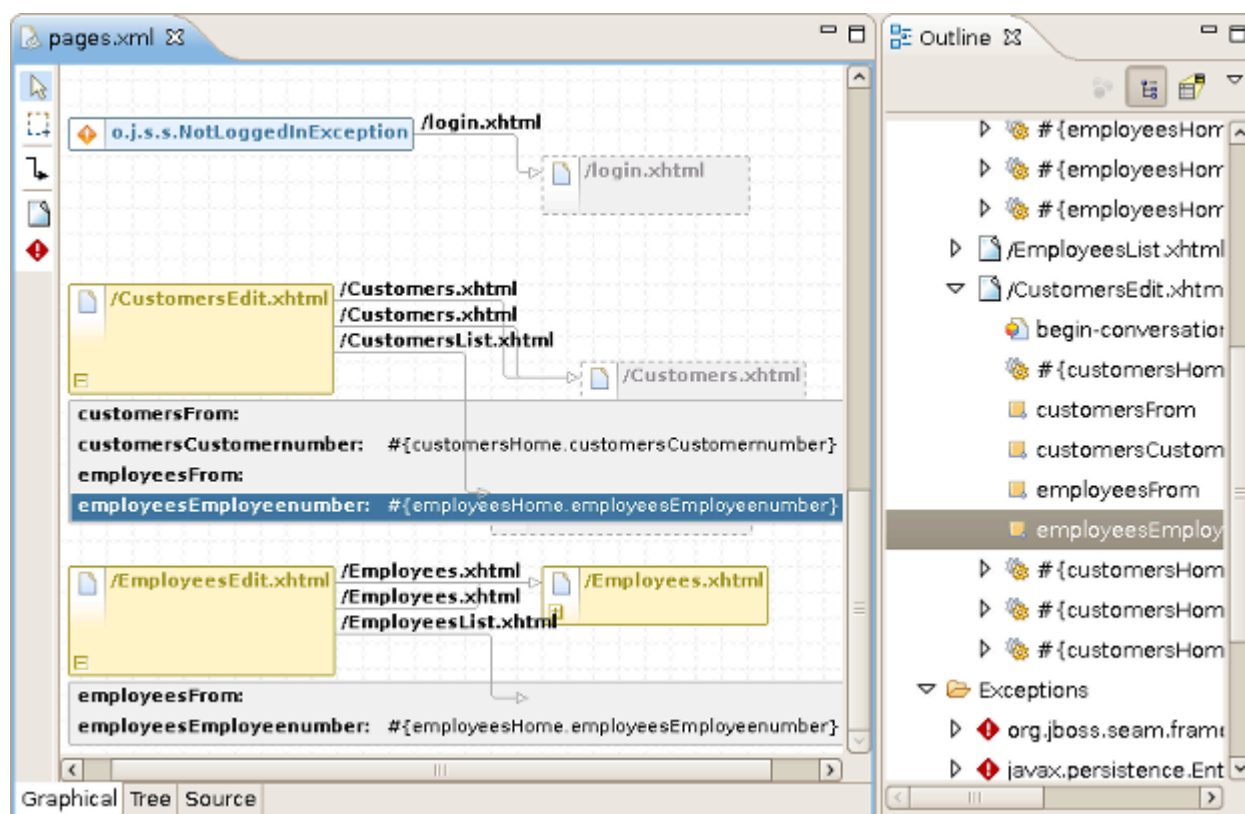 pages.xml
o.j.s.s.NotLoggedInException
/login.xhtml
/login.xhtml
/CustomersEdit.xhtml
/Customers.xhtml
/Customers.xhtml
/CustomersList.xhtml
/Customers.xhtml
customersFrom:
customersCustomernumber: #{customersHome.customersCustomernumber}
employeesFrom:
employeesEmployeenumber: #{employeesHome.employeesEmployeenumber}
/EmployeesEdit.xhtml
/Employees.xhtml
/Employees.xhtml
/EmployeesList.xhtml
/Employees.xhtml
employeesFrom:
employeesEmployeenumber: #{employeesHome.employeesEmployeenumber}
Graphical Tree Source
Outline
#{employeesHom
#{employeesHom
#{employeesHom
/EmployeesList.xhtml
/CustomersEdit.xhtm
begin-conversation
#{customersHom
customersFrom
customersCustom
employeesFrom
employeesEmploy
#{customersHom
#{customersHom
#{customersHom
Exceptions
org.jboss.seam.frame
javax.persistence.Ent